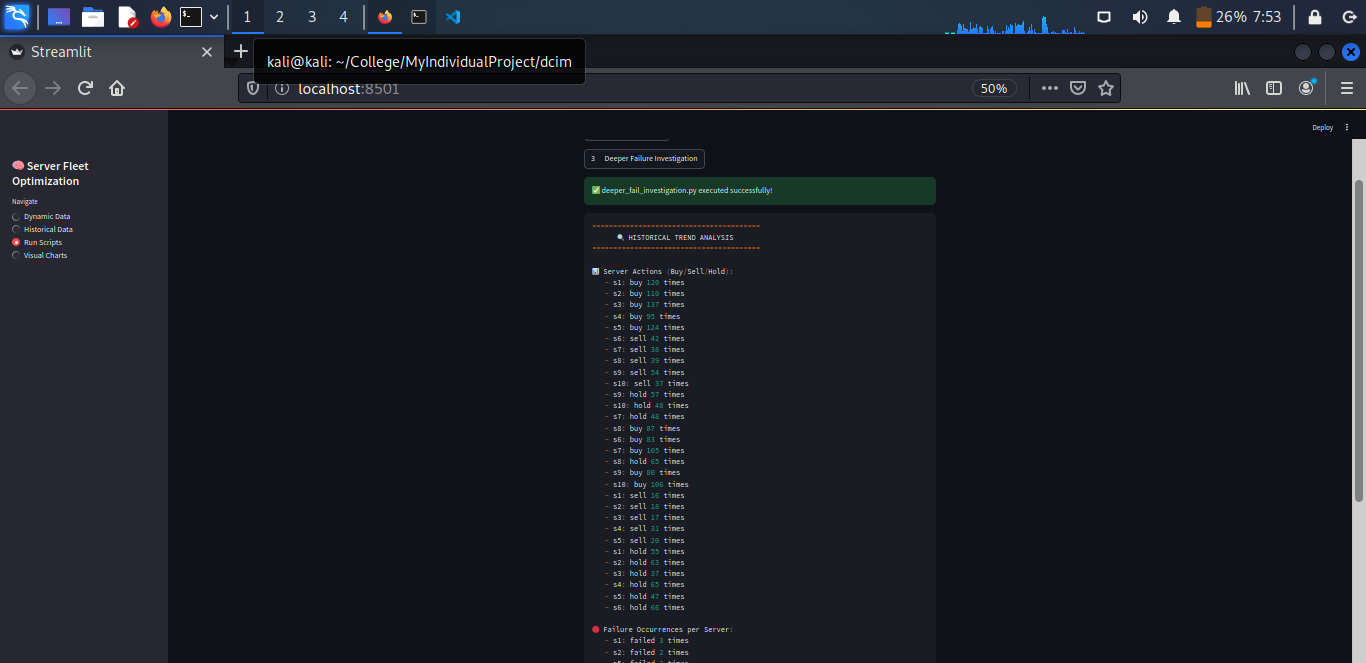 1 2 3 4
26% 7:53
Streamlit
kali@kali: ~/College/MyIndividualProject/dcim
localhost:8501
50%
Deploy
🧠 Server Fleet
Optimization
Navigate
Dynamic Data
Historical Data
Run Scripts
Visual Charts
3 Deeper Failure Investigation
✅ deeper_fail_investigation.py executed successfully!
========================================
🔍 HISTORICAL TREND ANALYSIS
========================================
📊 Server Actions (Buy/Sell/Hold):
- s1: buy 120 times
- s2: buy 110 times
- s3: buy 137 times
- s4: buy 95 times
- s5: buy 124 times
- s6: sell 42 times
- s7: sell 38 times
- s8: sell 39 times
- s9: sell 54 times
- s10: sell 37 times
- s9: hold 57 times
- s10: hold 48 times
- s7: hold 48 times
- s8: buy 87 times
- s6: buy 83 times
- s7: buy 105 times
- s8: hold 65 times
- s9: buy 80 times
- s10: buy 106 times
- s1: sell 16 times
- s2: sell 18 times
- s3: sell 17 times
- s4: sell 31 times
- s5: sell 20 times
- s1: hold 55 times
- s2: hold 63 times
- s3: hold 37 times
- s4: hold 65 times
- s5: hold 47 times
- s6: hold 66 times
🔴 Failure Occurrences per Server:
- s1: failed 3 times
- s2: failed 2 times